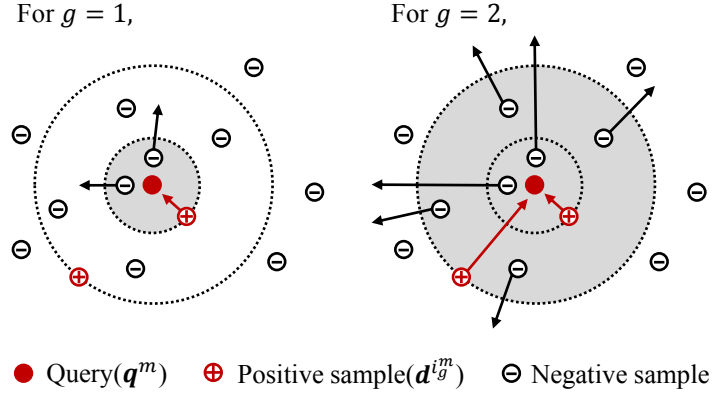 For g = 1,
For g = 2,
Query(q^m)
Positive sample(d^{i_g^m})
Negative sample